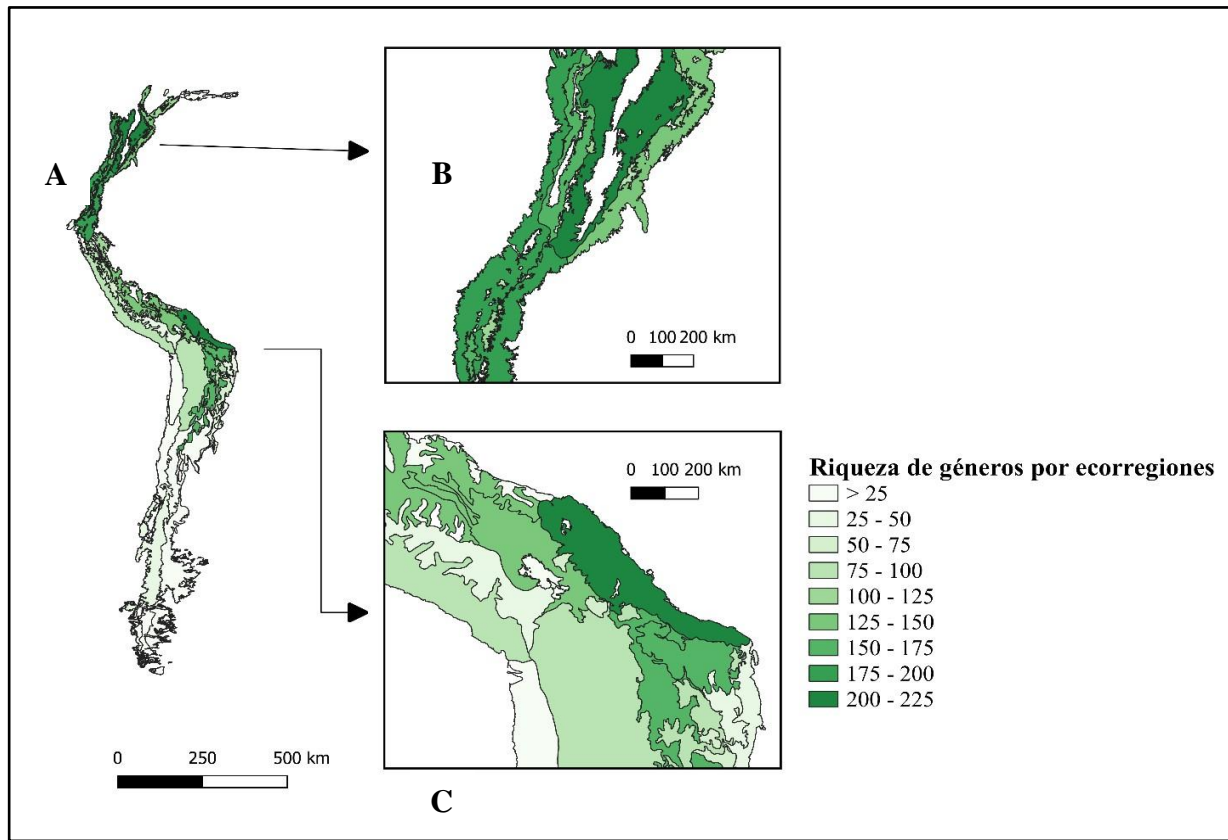 A
B
0 100 200 km
0 100 200 km
Riqueza de géneros por ecorregiones
> 25
25 - 50
50 - 75
75 - 100
100 - 125
125 - 150
150 - 175
175 - 200
200 - 225
0 250 500 km
C